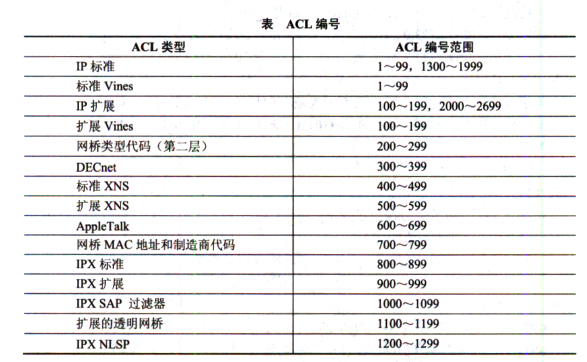 表 ACL 编号
ACL 类型 ACL 编号范围
IP 标准 1～99，1300～1999
标准 Vines 1～99
IP 扩展 100～199，2000～2699
扩展 Vines 100～199
网桥类型代码（第二层） 200～299
DECnet 300～399
标准 XNS 400～499
扩展 XNS 500～599
AppleTalk 600～699
网桥 MAC 地址和制造商代码 700～799
IPX 标准 800～899
IPX 扩展 900～999
IPX SAP 过滤器 1000～1099
扩展的透明网桥 1100～1199
IPX NLSP 1200～1299